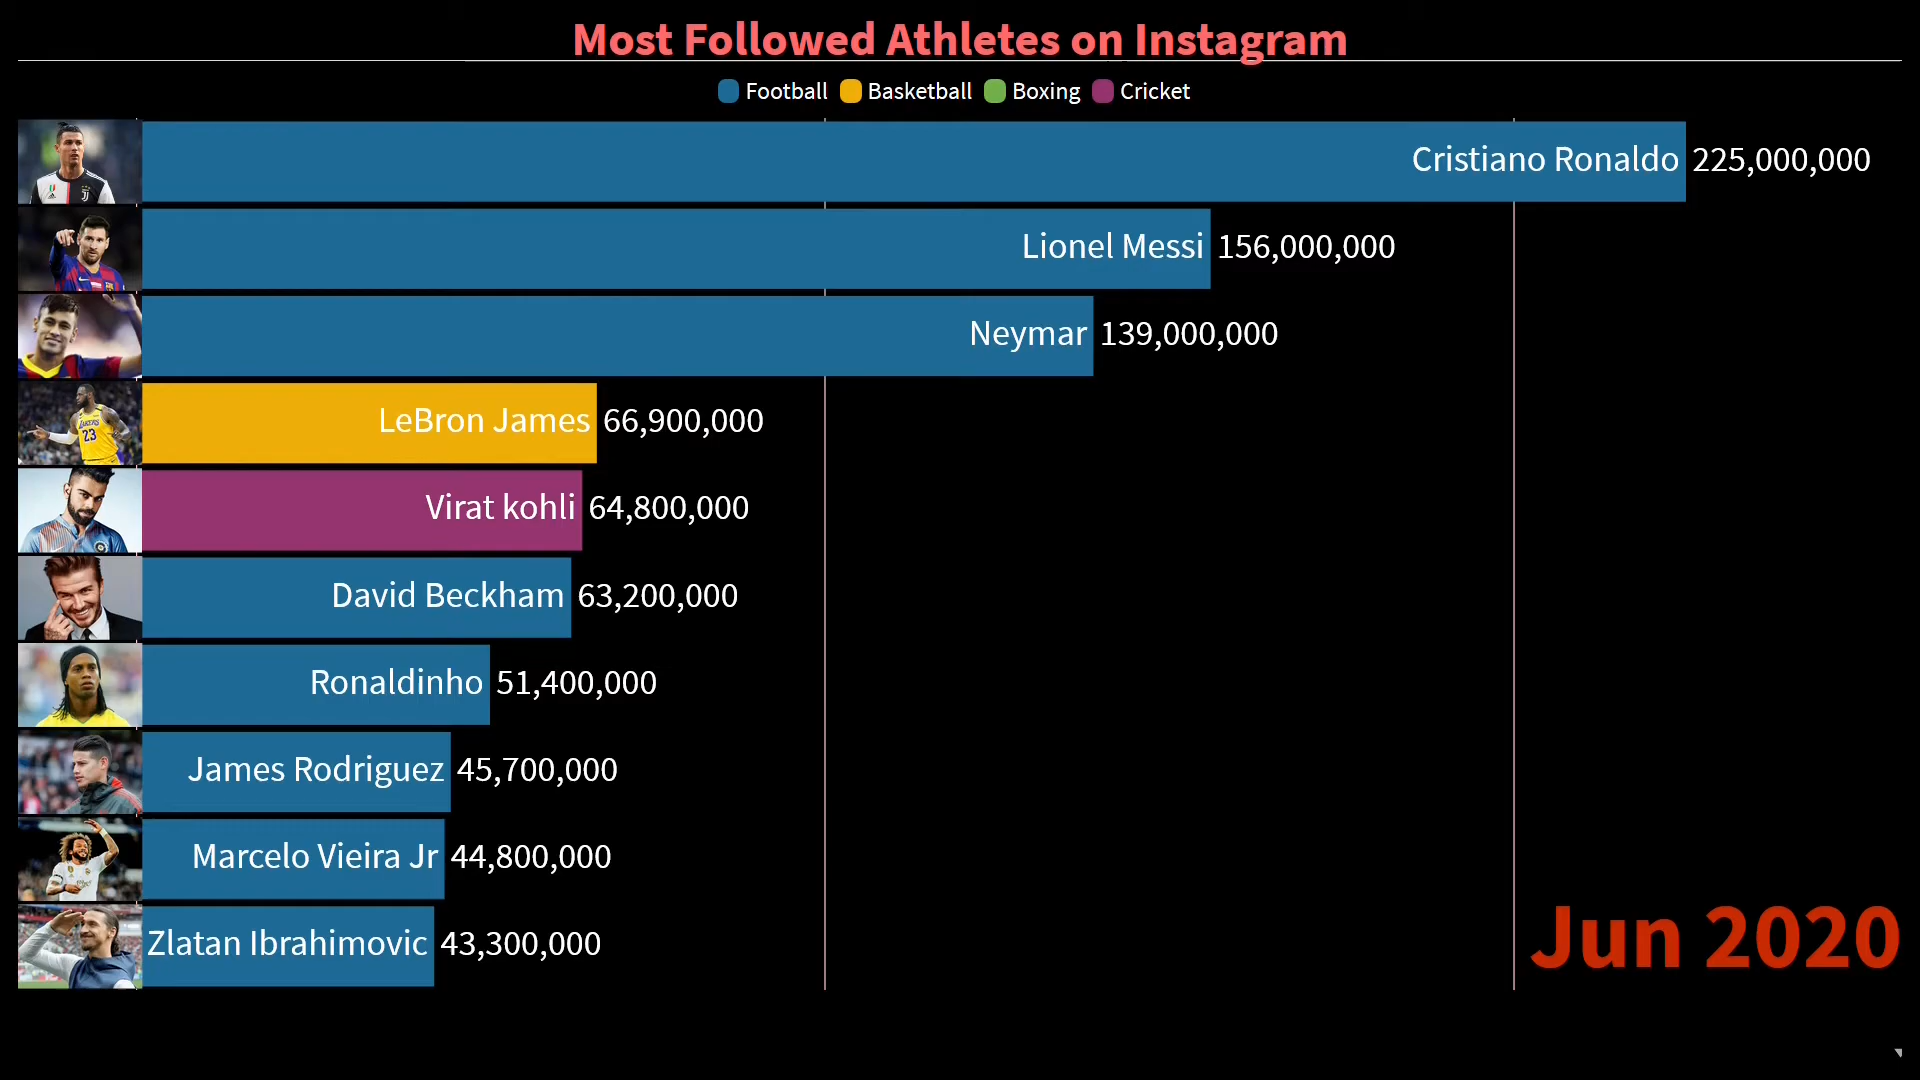 Most Followed Athletes on Instagram
Football Basketball Boxing Cricket
Cristiano Ronaldo 225,000,000
Lionel Messi 156,000,000
Neymar 139,000,000
LeBron James 66,900,000
LAKERS
23
Virat kohli 64,800,000
David Beckham 63,200,000
Ronaldinho 51,400,000
James Rodriguez 45,700,000
Marcelo Vieira Jr 44,800,000
Zlatan Ibrahimovic 43,300,000
Jun 2020